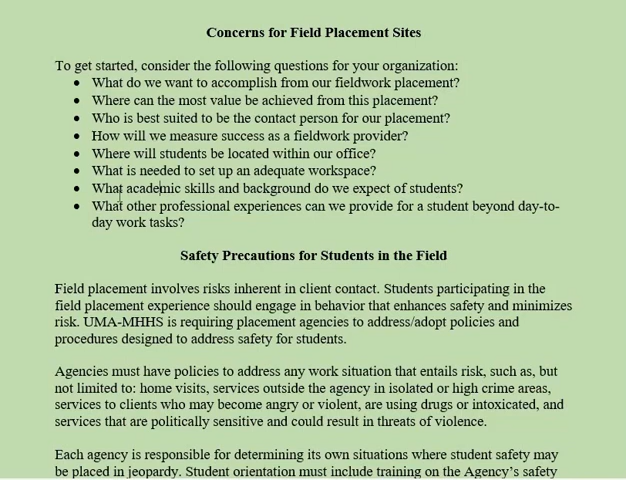 Concerns for Field Placement Sites
To get started, consider the following questions for your organization:
• What do we want to accomplish from our fieldwork placement?
• Where can the most value be achieved from this placement?
• Who is best suited to be the contact person for our placement?
• How will we measure success as a fieldwork provider?
• Where will students be located within our office?
• What is needed to set up an adequate workspace?
• What academic skills and background do we expect of students?
• What other professional experiences can we provide for a student beyond day-to-
day work tasks?
Safety Precautions for Students in the Field
Field placement involves risks inherent in client contact. Students participating in the
field placement experience should engage in behavior that enhances safety and minimizes
risk. UMA-MHHS is requiring placement agencies to address/adopt policies and
procedures designed to address safety for students.
Agencies must have policies to address any work situation that entails risk, such as, but
not limited to: home visits, services outside the agency in isolated or high crime areas,
services to clients who may become angry or violent, are using drugs or intoxicated, and
services that are politically sensitive and could result in threats of violence.
Each agency is responsible for determining its own situations where student safety may
be placed in jeopardy. Student orientation must include training on the Agency’s safety